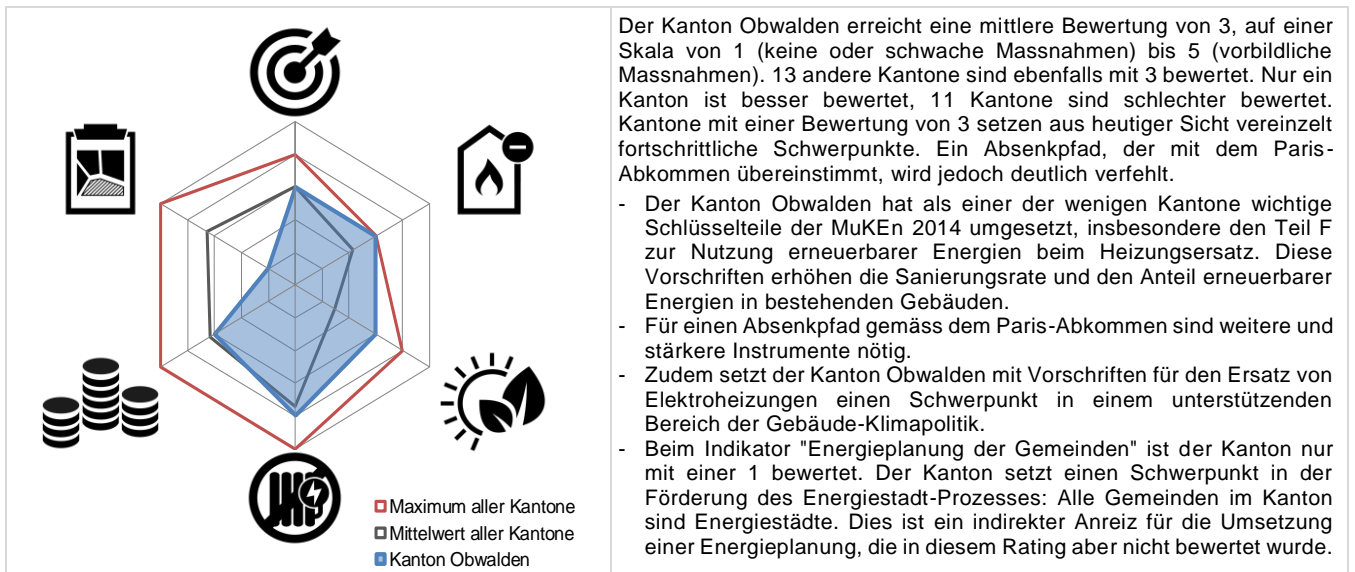 Der Kanton Obwalden erreicht eine mittlere Bewertung von 3, auf einer
Skala von 1 (keine oder schwache Massnahmen) bis 5 (vorbildliche
Massnahmen). 13 andere Kantone sind ebenfalls mit 3 bewertet. Nur ein
Kanton ist besser bewertet, 11 Kantone sind schlechter bewertet.
Kantone mit einer Bewertung von 3 setzen aus heutiger Sicht vereinzelt
fortschrittliche Schwerpunkte. Ein Absenkpfad, der mit dem Paris-
Abkommen übereinstimmt, wird jedoch deutlich verfehlt.
- Der Kanton Obwalden hat als einer der wenigen Kantone wichtige
Schlüsselteile der MuKEn 2014 umgesetzt, insbesondere den Teil F
zur Nutzung erneuerbarer Energien beim Heizungsersatz. Diese
Vorschriften erhöhen die Sanierungsrate und den Anteil erneuerbarer
Energien in bestehenden Gebäuden.
- Für einen Absenkpfad gemäss dem Paris-Abkommen sind weitere und
stärkere Instrumente nötig.
- Zudem setzt der Kanton Obwalden mit Vorschriften für den Ersatz von
Elektroheizungen einen Schwerpunkt in einem unterstützenden
Bereich der Gebäude-Klimapolitik.
- Beim Indikator "Energieplanung der Gemeinden" ist der Kanton nur
mit einer 1 bewertet. Der Kanton setzt einen Schwerpunkt in der
Förderung des Energiestadt-Prozesses: Alle Gemeinden im Kanton
sind Energiestädte. Dies ist ein indirekter Anreiz für die Umsetzung
einer Energieplanung, die in diesem Rating aber nicht bewertet wurde.
Maximum aller Kantone
Mittelwert aller Kantone
Kanton Obwalden